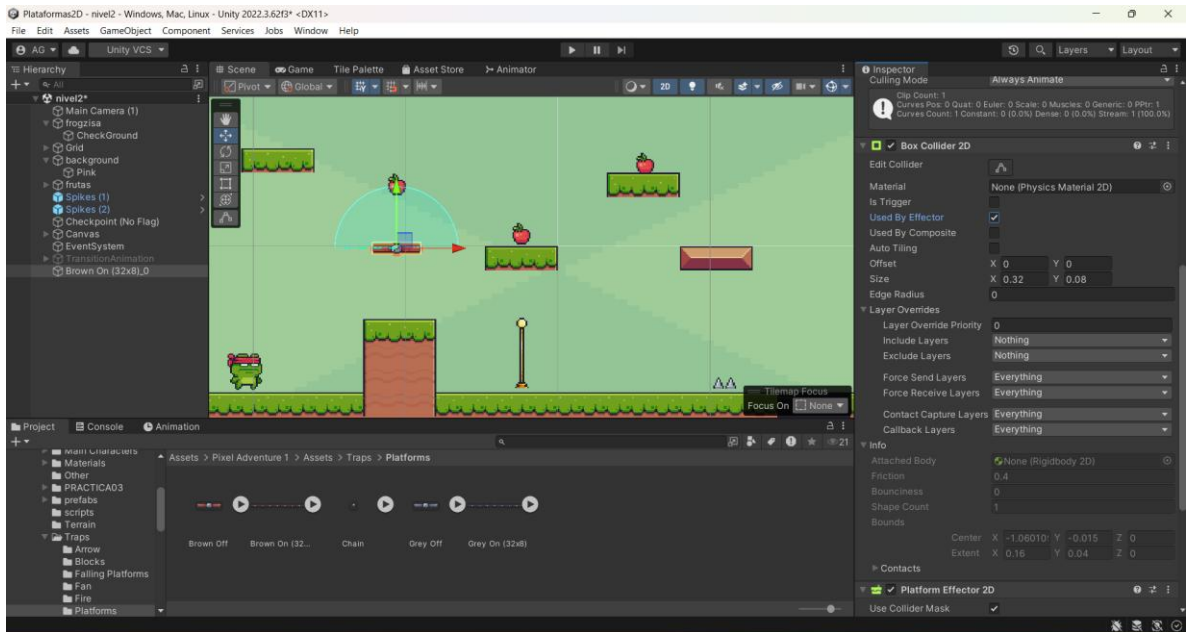 Plataformas2D - nivel2 - Windows, Mac, Linux - Unity 2022.3.62f3* <DX11>
File Edit Assets GameObject Component Services Jobs Window Help
AG Unity VCS Layers Layout
Hierarchy
All
nivel2*
Main Camera (1)
frogzisa
CheckGround
Grid
background
Pink
frutas
Spikes (1)
Spikes (2)
Checkpoint (No Flag)
Canvas
EventSystem
TransitionAnimation
Brown On (32x8)_0
Scene Game Tile Palette Asset Store Animator
Pivot Global 2D
Tilemap Focus
Focus On None
Inspector
Culling Mode Always Animate
Clip Count: 1
Curves Pos: 0 Quat: 0 Euler: 0 Scale: 0 Muscles: 0 Generic: 0 PPtr: 1
Curves Count: 1 Constant: 0 (0.0%) Dense: 0 (0.0%) Stream: 1 (100.0%)
Box Collider 2D
Edit Collider
Material None (Physics Material 2D)
Is Trigger
Used By Effector
Used By Composite
Auto Tiling
Offset X 0 Y 0
Size X 0.32 Y 0.08
Edge Radius 0
Layer Overrides
Layer Override Priority 0
Include Layers Nothing
Exclude Layers Nothing
Force Send Layers Everything
Force Receive Layers Everything
Contact Capture Layers Everything
Callback Layers Everything
Info
Attached Body None (Rigidbody 2D)
Friction 0.4
Bounciness 0
Shape Count 1
Bounds
Center X -1.06010 Y -0.015 Z 0
Extent X 0.16 Y 0.04 Z 0
Contacts
Platform Effector 2D
Use Collider Mask
Project Console Animation
21
Main Characters
Materials
Other
PRACTICA03
prefabs
scripts
Terrain
Traps
Arrow
Blocks
Falling Platforms
Fan
Fire
Platforms
Assets > Pixel Adventure 1 > Assets > Traps > Platforms
Brown Off Brown On (32... Chain Grey Off Grey On (32x8)